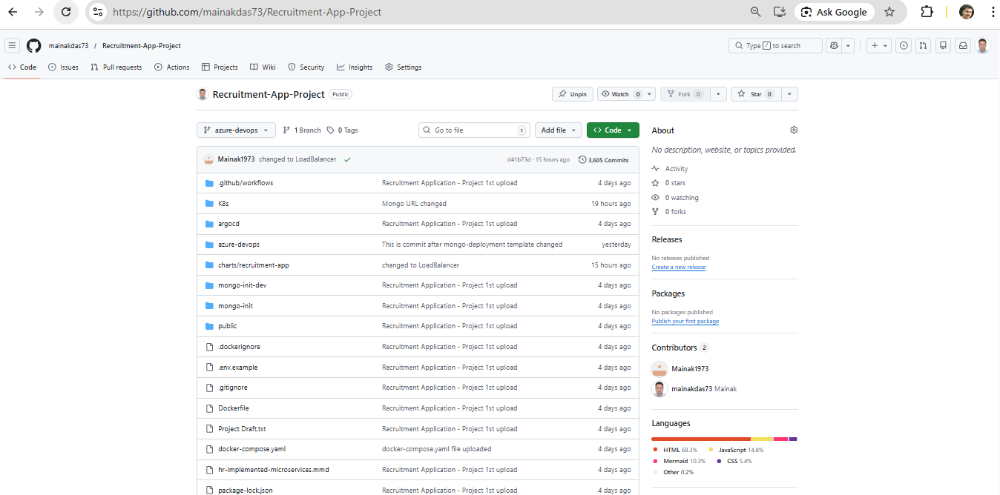 https://github.com/mainakdas73/Recruitment-App-Project
Ask Google
mainakdas73 / Recruitment-App-Project
Type / to search
Code Issues Pull requests Actions Projects Wiki Security Insights Settings
Recruitment-App-Project Public
Unpin Watch 0 Fork 0 Star 0
azure-devops 1 Branch 0 Tags
Go to file t
Add file
Code
Mainak1973 changed to LoadBalancer d41b73d · 15 hours ago 3,605 Commits
.github/workflows Recruitment Application - Project 1st upload 4 days ago
K8s Mongo URL changed 19 hours ago
argocd Recruitment Application - Project 1st upload 4 days ago
azure-devops This is commit after mongo-deployment template changed yesterday
charts/recruitment-app changed to LoadBalancer 15 hours ago
mongo-init-dev Recruitment Application - Project 1st upload 4 days ago
mongo-init Recruitment Application - Project 1st upload 4 days ago
public Recruitment Application - Project 1st upload 4 days ago
.dockerignore Recruitment Application - Project 1st upload 4 days ago
.env.example Recruitment Application - Project 1st upload 4 days ago
.gitignore Recruitment Application - Project 1st upload 4 days ago
Dockerfile Recruitment Application - Project 1st upload 4 days ago
Project Draft.txt Recruitment Application - Project 1st upload 4 days ago
docker-compose.yaml docker-compose.yaml file uploaded 4 days ago
hr-implemented-microservices.mmd Recruitment Application - Project 1st upload 4 days ago
package-lock.json Recruitment Application - Project 1st upload 4 days ago
About
No description, website, or topics provided.
Activity
0 stars
0 watching
0 forks
Releases
No releases published
Create a new release
Packages
No packages published
Publish your first package
Contributors 2
Mainak1973
mainakdas73 Mainak
Languages
HTML 69.3% JavaScript 14.8%
Mermaid 10.3% CSS 5.4%
Other 0.2%